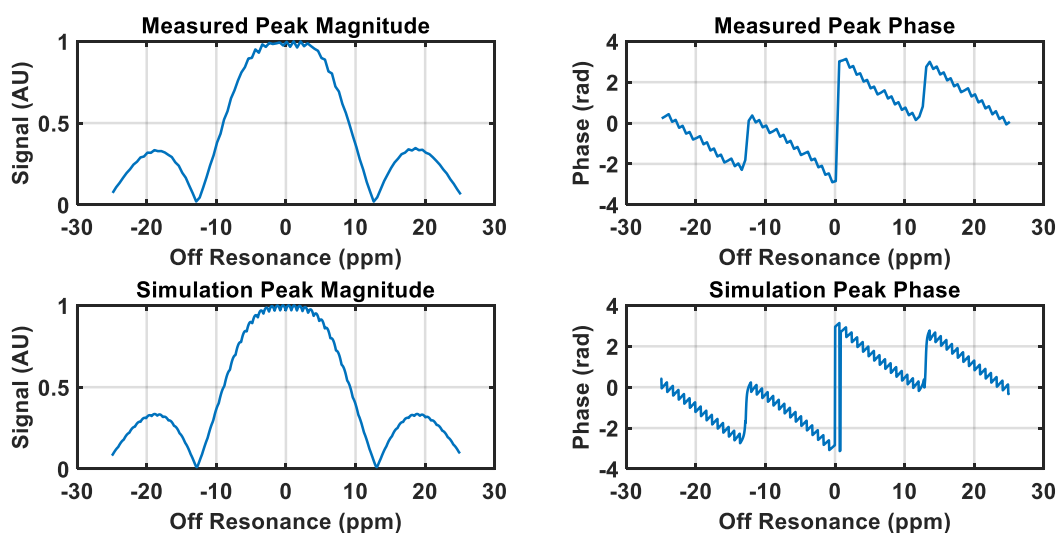 Measured Peak Magnitude
1
0.5
0
Signal (AU)
-30 -20 -10 0 10 20 30
Off Resonance (ppm)
Measured Peak Phase
4
2
0
-2
-4
Phase (rad)
-30 -20 -10 0 10 20 30
Off Resonance (ppm)
Simulation Peak Magnitude
1
0.5
0
Signal (AU)
-30 -20 -10 0 10 20 30
Off Resonance (ppm)
Simulation Peak Phase
4
2
0
-2
-4
Phase (rad)
-30 -20 -10 0 10 20 30
Off Resonance (ppm)